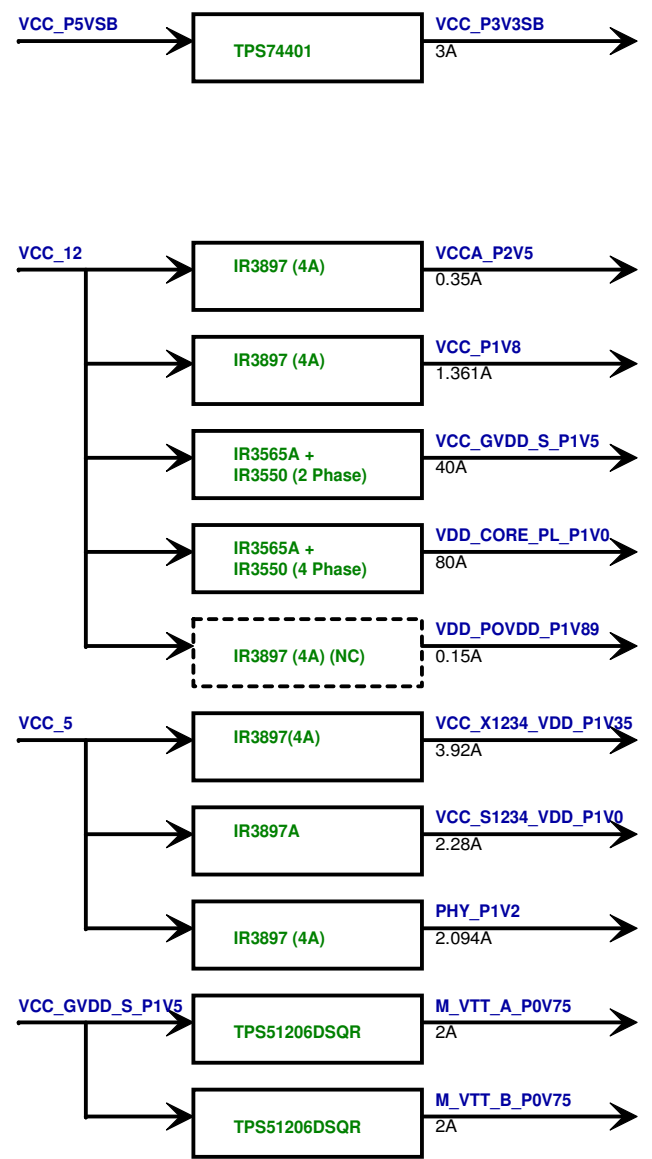 VCC_P5VSB
TPS74401
VCC_P3V3SB
3A
VCC_12
IR3897 (4A)
VCCA_P2V5
0.35A
IR3897 (4A)
VCC_P1V8
1.361A
IR3565A +
IR3550 (2 Phase)
VCC_GVDD_S_P1V5
40A
IR3565A +
IR3550 (4 Phase)
VDD_CORE_PL_P1V0
80A
IR3897 (4A) (NC)
VDD_POVDD_P1V89
0.15A
VCC_5
IR3897(4A)
VCC_X1234_VDD_P1V35
3.92A
IR3897A
VCC_S1234_VDD_P1V0
2.28A
IR3897 (4A)
PHY_P1V2
2.094A
VCC_GVDD_S_P1V5
TPS51206DSQR
M_VTT_A_P0V75
2A
TPS51206DSQR
M_VTT_B_P0V75
2A